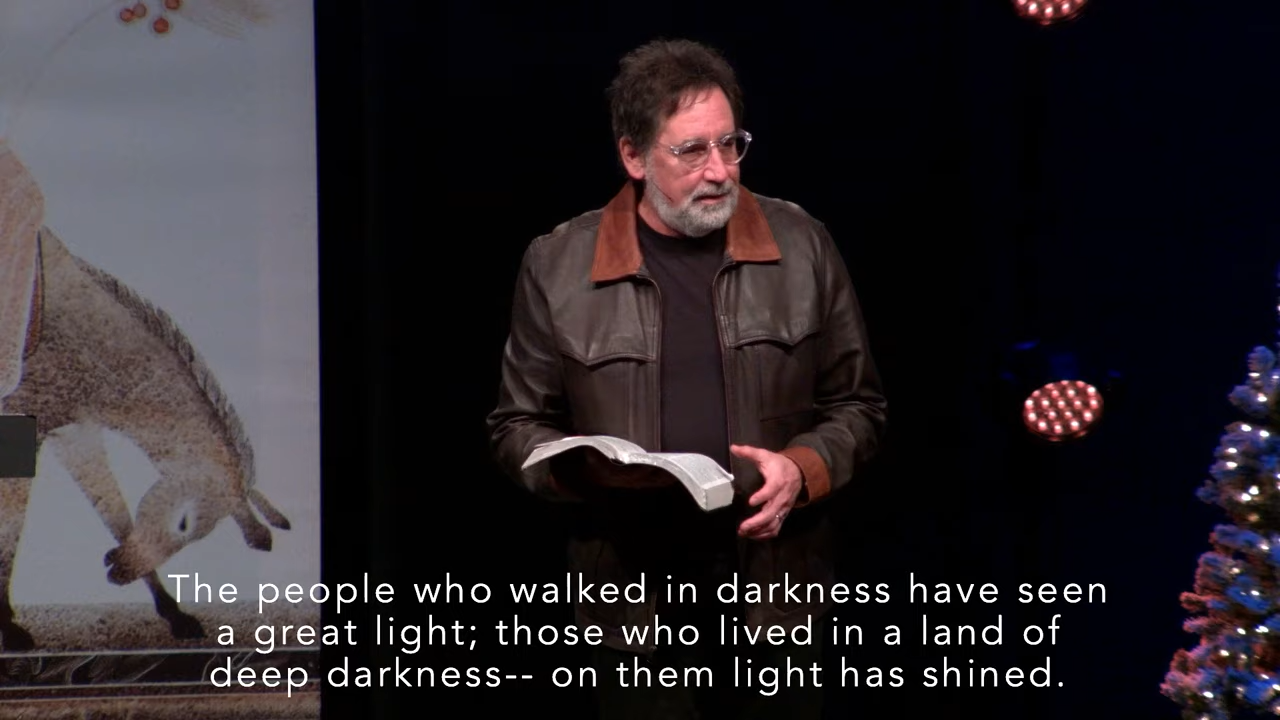 The people who walked in darkness have seen
a great light; those who lived in a land of
deep darkness-- on them light has shined.